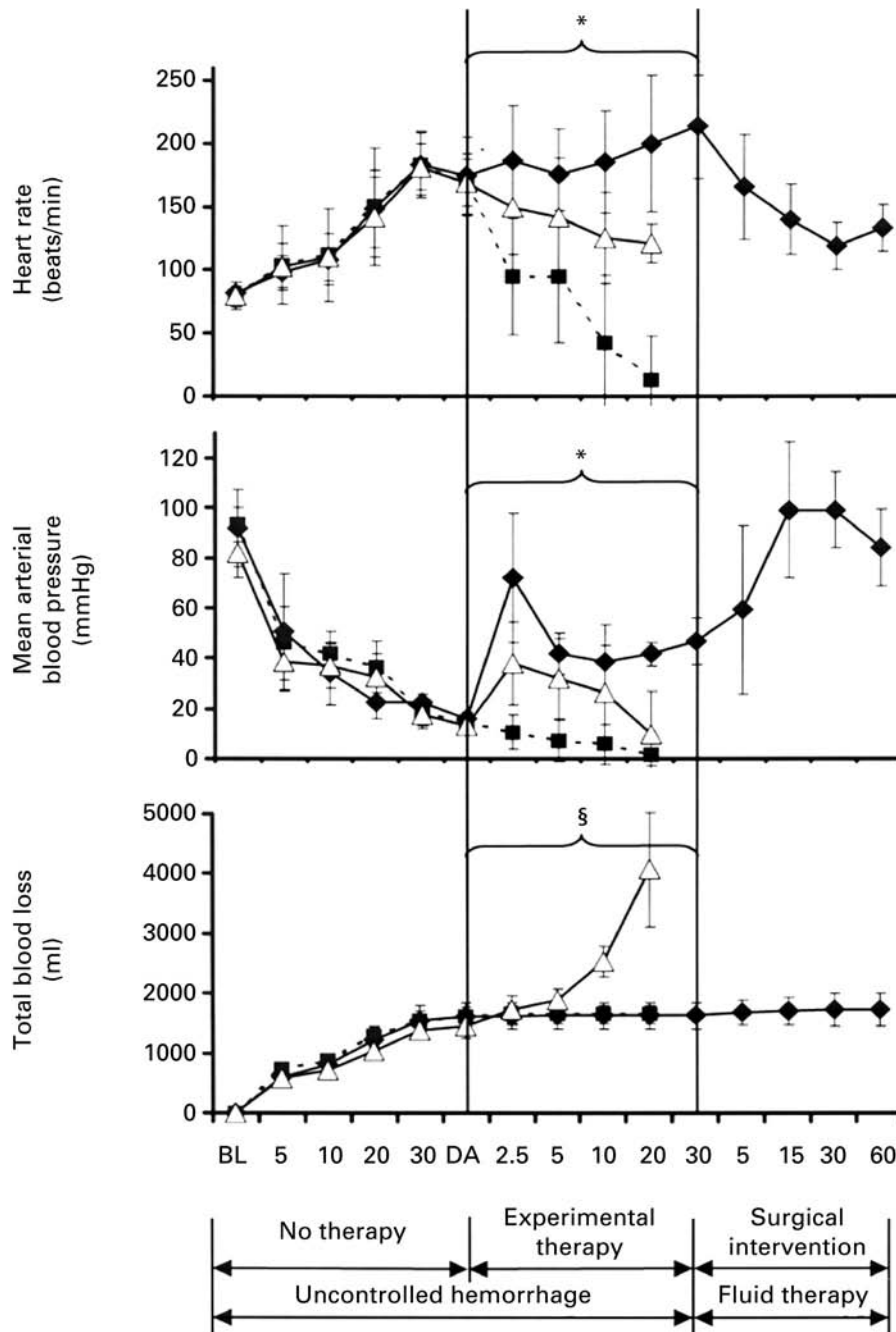 *
250
200
150
100
50
0
Heart rate
(beats/min)
*
120
100
80
60
40
20
0
Mean arterial
blood pressure
(mmHg)
§
5000
4000
3000
2000
1000
0
Total blood loss
(ml)
BL 5 10 20 30 DA 2.5 5 10 20 30 5 15 30 60
No therapy
Experimental
therapy
Surgical
intervention
Uncontrolled hemorrhage
Fluid therapy